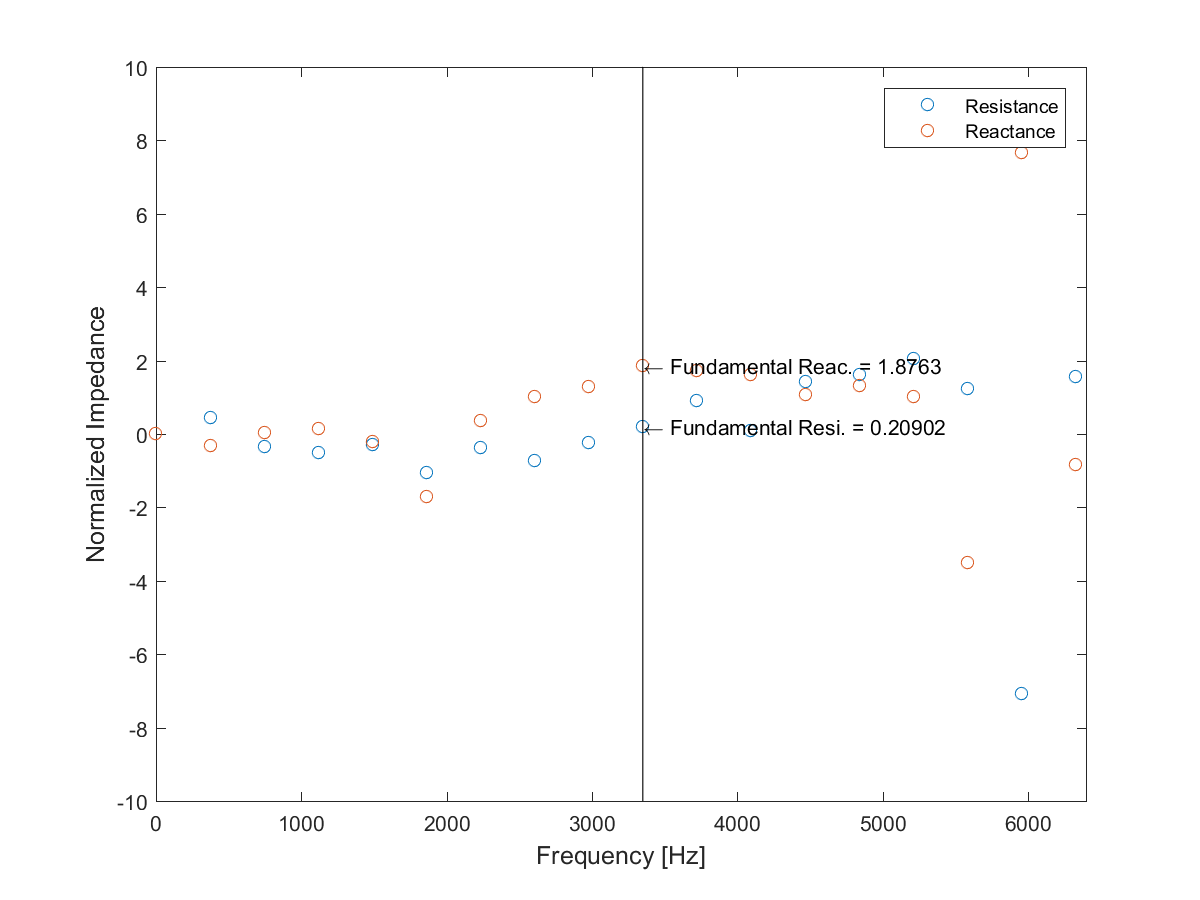 10
8
6
4
2
0
-2
-4
-6
-8
-10
Normalized Impedance
Resistance
Reactance
← Fundamental Reac. = 1.8763
← Fundamental Resi. = 0.20902
0 1000 2000 3000 4000 5000 6000
Frequency [Hz]